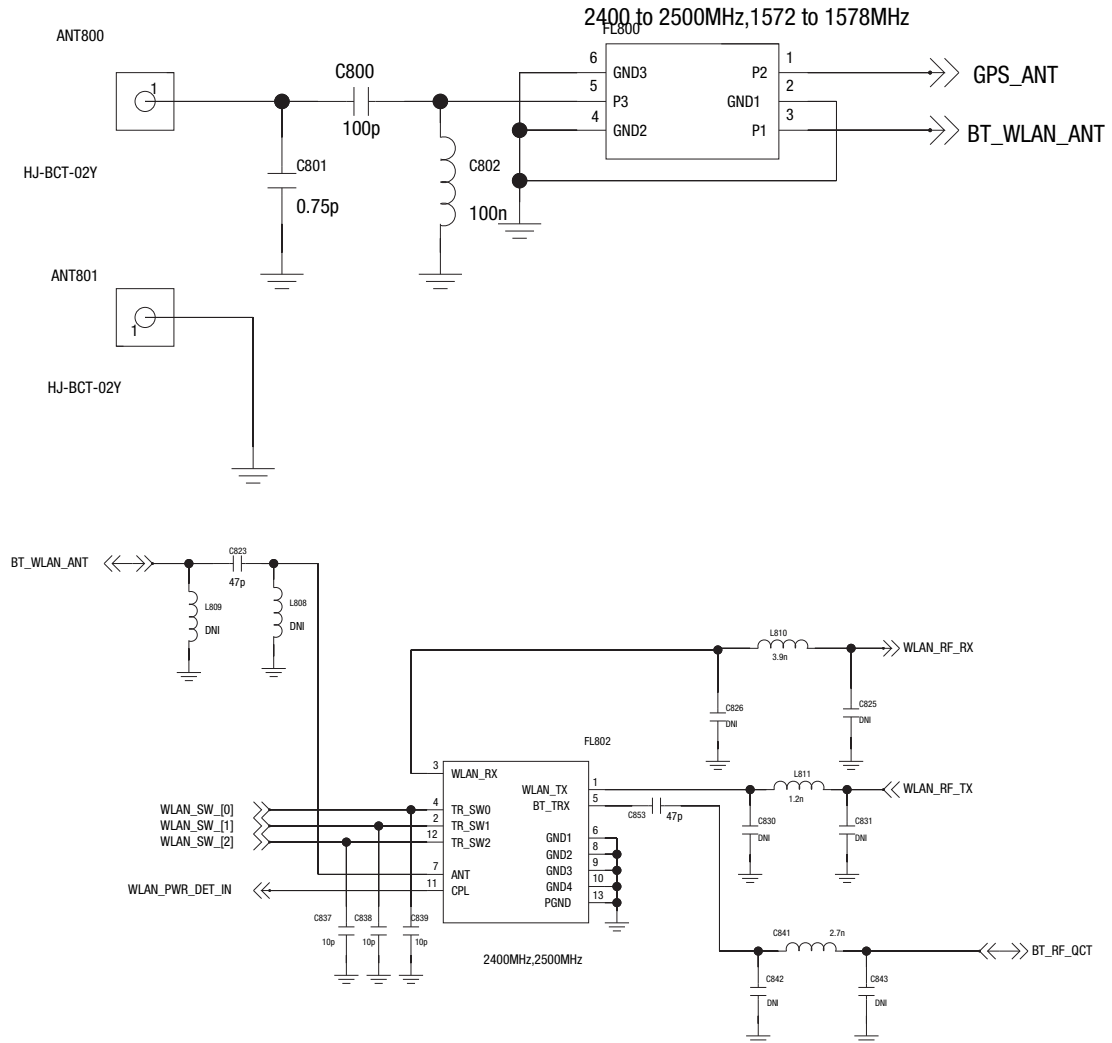 2400 to 2500MHz,1572 to 1578MHz
ANT800
FL800
C800
6
GND3
P2
1
GPS_ANT
1
5
P3
GND1
2
100p
4
GND2
P1
3
BT_WLAN_ANT
HJ-BCT-02Y
C801
C802
0.75p
100n
ANT801
1
HJ-BCT-02Y
BT_WLAN_ANT
C823
47p
L809
DNI
L808
DNI
L810
3.9n
WLAN_RF_RX
C826
DNI
C825
DNI
FL802
3
WLAN_RX
L811
1.2n
WLAN_RF_TX
WLAN_TX
1
WLAN_SW_[0]
4
TR_SW0
BT_TRX
5
C853
47p
WLAN_SW_[1]
2
TR_SW1
C830
DNI
C831
DNI
WLAN_SW_[2]
12
TR_SW2
GND1
6
GND2
8
7
ANT
GND3
9
WLAN_PWR_DET_IN
11
CPL
GND4
10
PGND
13
C837
10p
C838
10p
C839
10p
2400MHz,2500MHz
C841
2.7n
BT_RF_QCT
C842
DNI
C843
DNI